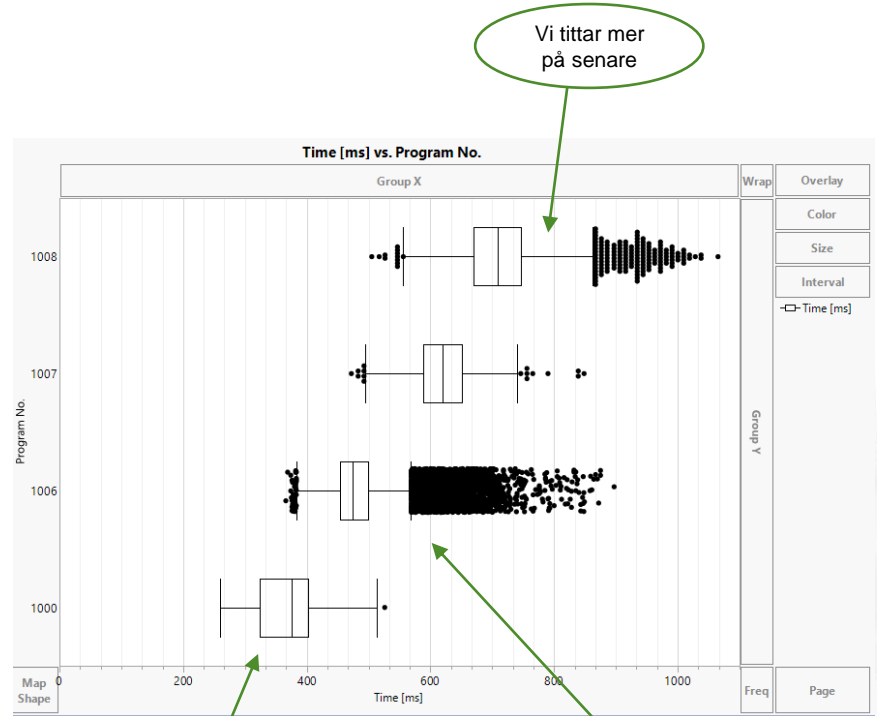 Vi tittar mer
på senare
Time [ms] vs. Program No.
Group X
Wrap
Overlay
Color
Size
Interval
Time [ms]
1008
1007
1006
1000
Program No.
Group Y
Map
Shape
0
200
400
600
800
1000
Time [ms]
Freq
Page